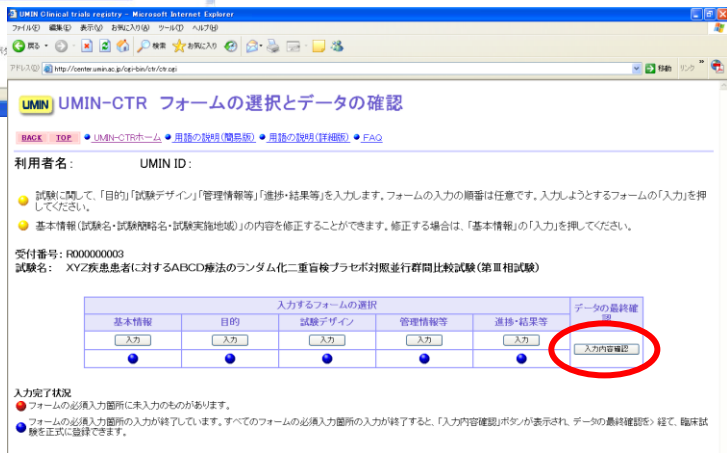 UMIN Clinical trials registry - Microsoft Internet Explorer
ファイル(F) 編集(E) 表示(V) お気に入り(A) ツール(T) ヘルプ(H)
戻る 検索 お気に入り
アドレス(D) http://center.umin.ac.jp/cgi-bin/ctr/ctr.cgi 移動 リンク »
UMIN UMIN-CTR フォームの選択とデータの確認
BACK TOP ●UMIN-CTRホーム ●用語の説明(簡易版) ●用語の説明(詳細版) ●FAQ
利用者名: UMIN ID:
試験に関して、「目的」「試験デザイン」「管理情報等」「進捗・結果等」を入力します。フォームの入力の順番は任意です。入力しようとするフォームの「入力」を押
してください。
基本情報(試験名・試験簡略名・試験実施地域)」の内容を修正することができます。修正する場合は、「基本情報」の「入力」を押してください。
受付番号: R000000003
試験名: XYZ疾患患者に対するABCD療法のランダム化二重盲検プラセボ対照並行群間比較試験(第Ⅲ相試験)
入力するフォームの選択 データの最終確認
基本情報 目的 試験デザイン 管理情報等 進捗・結果等
入力 入力 入力 入力 入力 入力内容確認
入力完了状況
フォームの必須入力箇所に未入力のものがあります。
フォームの必須入力箇所の入力が終了しています。すべてのフォームの必須入力箇所の入力が終了すると、「入力内容確認」ボタンが表示され、データの最終確認を> 経て、臨床試
験を正式に登録できます。